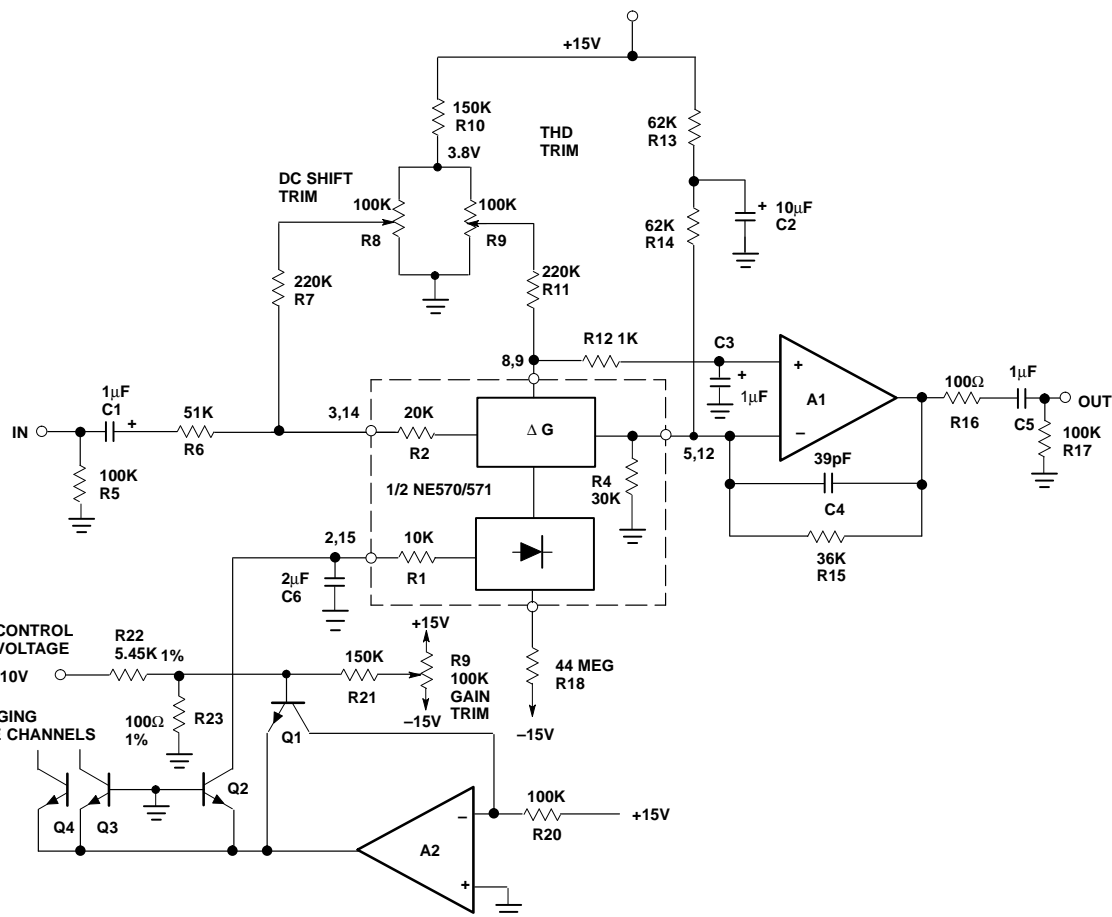 +15V
150K
R10
3.8V
THD
TRIM
62K
R13
DC SHIFT
TRIM
100K
R8
100K
R9
10µF
C2
+
62K
R14
220K
R7
220K
R11
R12 1K
C3
+
1µF
8,9
1µF
C1
+
IN
51K
R6
3,14
20K
R2
Δ G
5,12
+
−
A1
100Ω
R16
1µF
C5
OUT
100K
R17
100K
R5
1/2 NE570/571
R4
30K
39pF
C4
36K
R15
2,15
10K
R1
2µF
C6
CONTROL
VOLTAGE
10V
R22
5.45K 1%
150K
R21
+15V
R9
100K
GAIN
TRIM
–15V
44 MEG
R18
–15V
GING
E CHANNELS
100Ω
1%
R23
Q1
Q2
Q4
Q3
A2
−
+
100K
R20
+15V